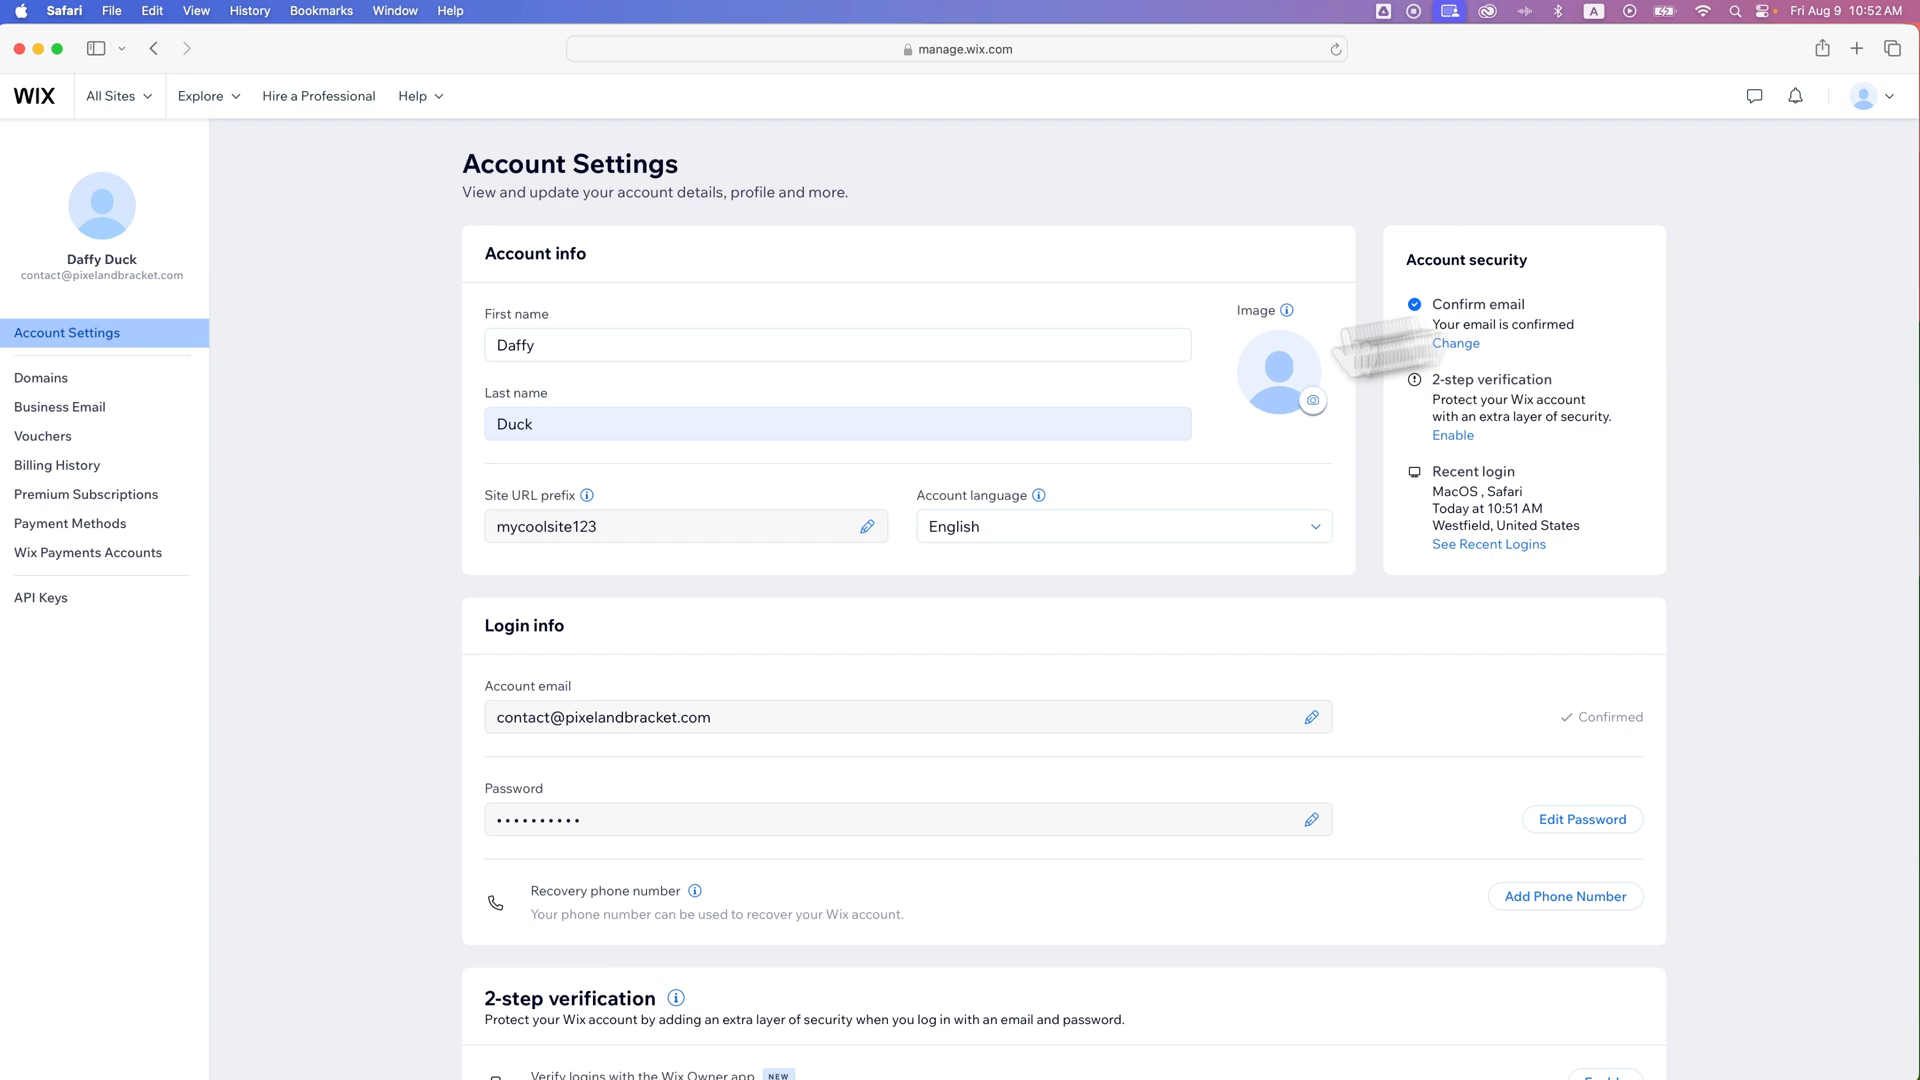 Safari File Edit View History Bookmarks Window Help
A
Fri Aug 9 10:52 AM
manage.wix.com
WIX
All Sites
Explore
Hire a Professional
Help
Daffy Duck
contact@pixelandbracket.com
Account Settings
Domains
Business Email
Vouchers
Billing History
Premium Subscriptions
Payment Methods
Wix Payments Accounts
API Keys
Account Settings
View and update your account details, profile and more.
Account info
First name
Daffy
Last name
Duck
Image
Site URL prefix
mycoolsite123
Account language
English
Account security
Confirm email
Your email is confirmed
Change
2-step verification
Protect your Wix account
with an extra layer of security.
Enable
Recent login
MacOS , Safari
Today at 10:51 AM
Westfield, United States
See Recent Logins
Login info
Account email
contact@pixelandbracket.com
Confirmed
Password
••••••••••
Edit Password
Recovery phone number
Your phone number can be used to recover your Wix account.
Add Phone Number
2-step verification
Protect your Wix account by adding an extra layer of security when you log in with an email and password.
Verify logins with the Wix Owner app NEW